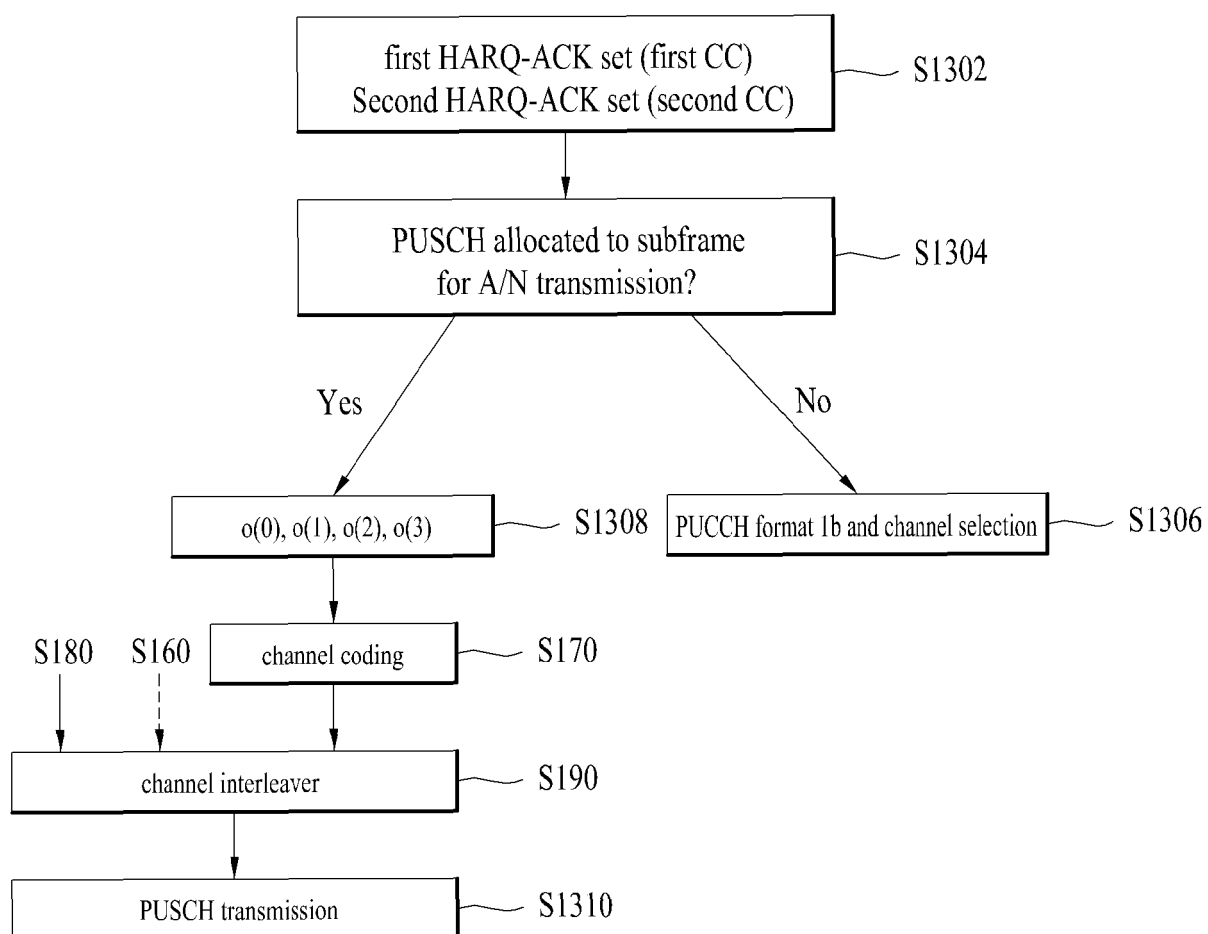 first HARQ-ACK set (first CC)
Second HARQ-ACK set (second CC)
S1302
PUSCH allocated to subframe
for A/N transmission?
S1304
Yes
No
o(0), o(1), o(2), o(3)
S1308
PUCCH format 1b and channel selection
S1306
S180
S160
channel coding
S170
channel interleaver
S190
PUSCH transmission
S1310